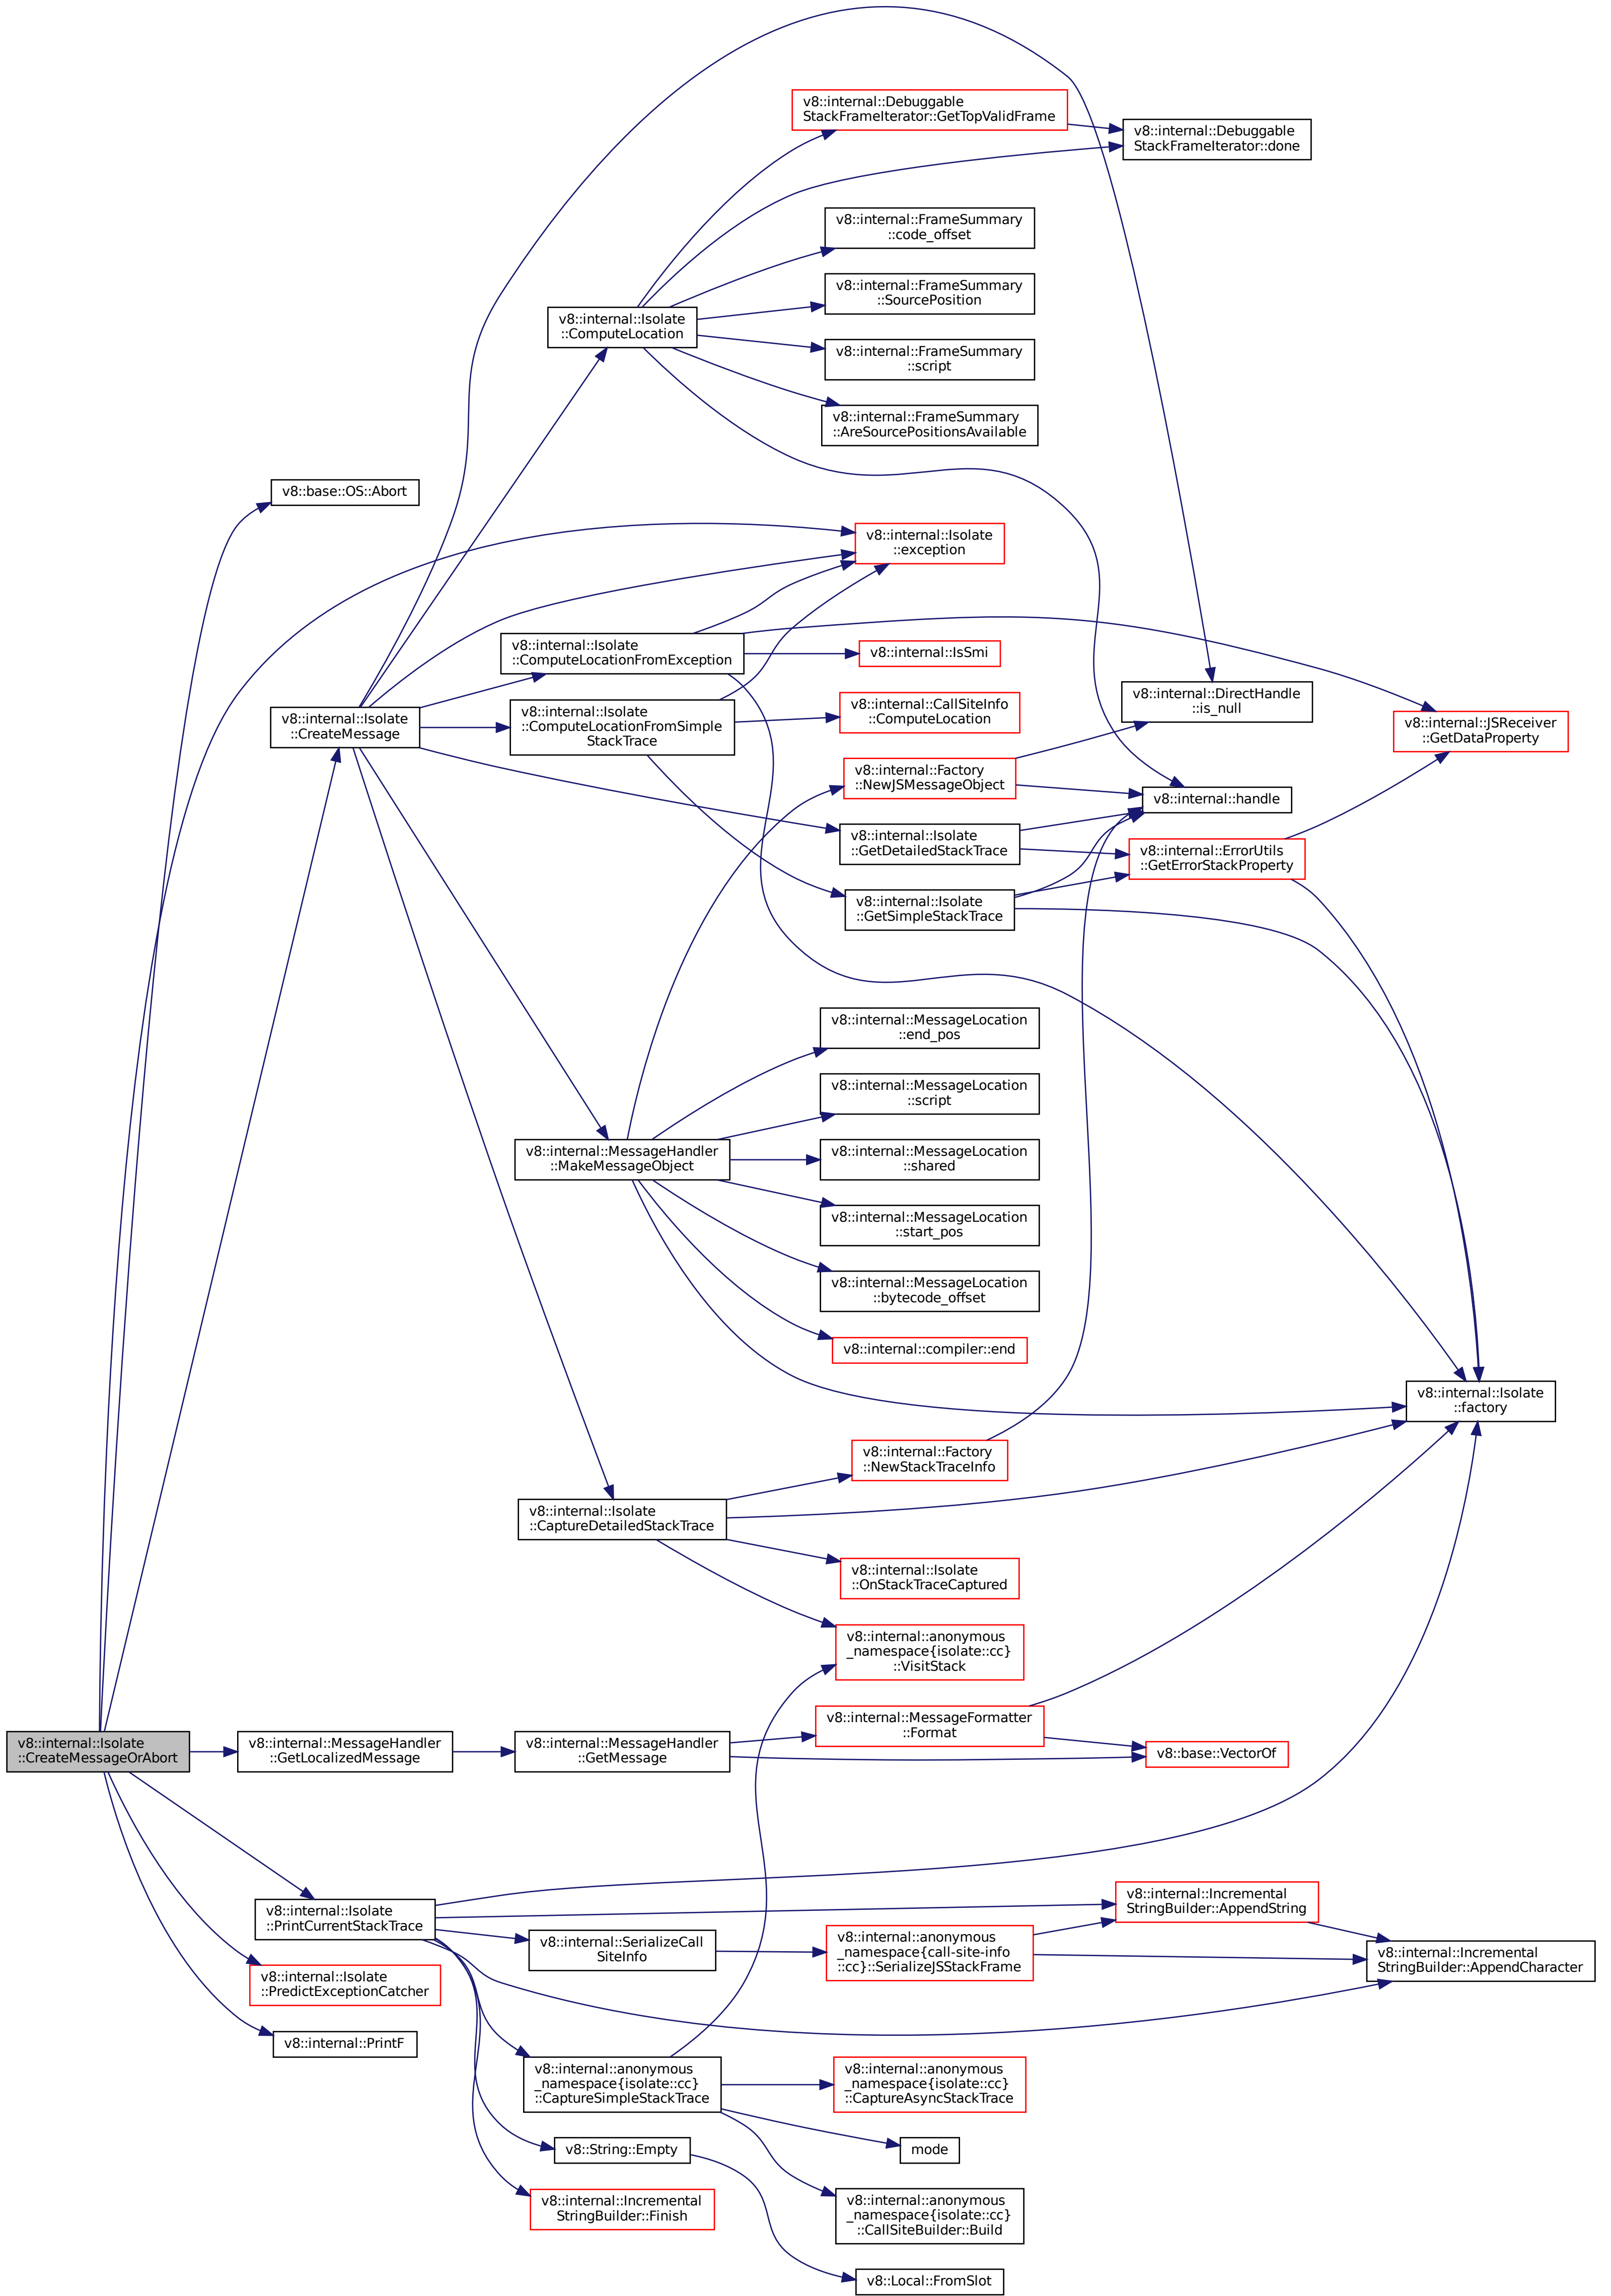 v8::internal::Debuggable
StackFrameIterator::GetTopValidFrame
v8::internal::Debuggable
StackFrameIterator::done
v8::internal::FrameSummary
::code_offset
v8::internal::FrameSummary
::SourcePosition
v8::internal::Isolate
::ComputeLocation
v8::internal::FrameSummary
::script
v8::internal::FrameSummary
::AreSourcePositionsAvailable
v8::base::OS::Abort
v8::internal::Isolate
::exception
v8::internal::Isolate
::ComputeLocationFromException
v8::internal::IsSmi
v8::internal::DirectHandle
::is_null
v8::internal::Isolate
::CreateMessage
v8::internal::Isolate
::ComputeLocationFromSimple
StackTrace
v8::internal::CallSiteInfo
::ComputeLocation
v8::internal::JSReceiver
::GetDataProperty
v8::internal::Factory
::NewJSMessageObject
v8::internal::handle
v8::internal::Isolate
::GetDetailedStackTrace
v8::internal::ErrorUtils
::GetErrorStackProperty
v8::internal::Isolate
::GetSimpleStackTrace
v8::internal::MessageLocation
::end_pos
v8::internal::MessageLocation
::script
v8::internal::MessageHandler
::MakeMessageObject
v8::internal::MessageLocation
::shared
v8::internal::MessageLocation
::start_pos
v8::internal::MessageLocation
::bytecode_offset
v8::internal::compiler::end
v8::internal::Isolate
::factory
v8::internal::Factory
::NewStackTraceInfo
v8::internal::Isolate
::CaptureDetailedStackTrace
v8::internal::Isolate
::OnStackTraceCaptured
v8::internal::anonymous
_namespace{isolate::cc}
::VisitStack
v8::internal::MessageFormatter
::Format
v8::internal::Isolate
::CreateMessageOrAbort
v8::internal::MessageHandler
::GetLocalizedMessage
v8::internal::MessageHandler
::GetMessage
v8::base::VectorOf
v8::internal::Incremental
StringBuilder::AppendString
v8::internal::Isolate
::PrintCurrentStackTrace
v8::internal::SerializeCall
SiteInfo
v8::internal::anonymous
_namespace{call-site-info
::cc}::SerializeJSStackFrame
v8::internal::Incremental
StringBuilder::AppendCharacter
v8::internal::Isolate
::PredictExceptionCatcher
v8::internal::PrintF
v8::internal::anonymous
_namespace{isolate::cc}
::CaptureSimpleStackTrace
v8::internal::anonymous
_namespace{isolate::cc}
::CaptureAsyncStackTrace
v8::String::Empty
mode
v8::internal::Incremental
StringBuilder::Finish
v8::internal::anonymous
_namespace{isolate::cc}
::CallSiteBuilder::Build
v8::Local::FromSlot